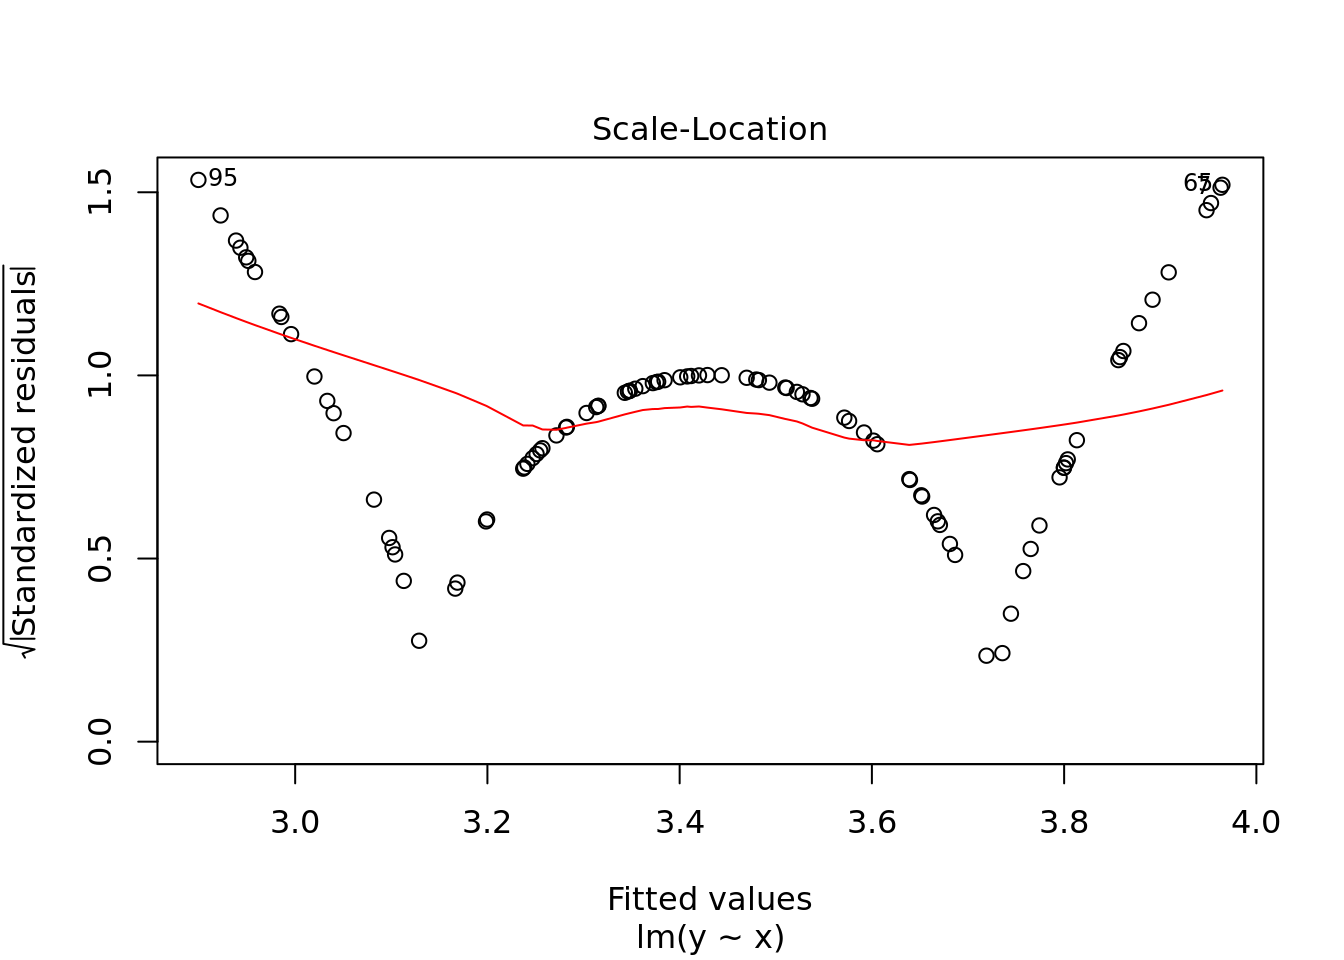 Scale-Location
√|Standardized residuals|
1.5
1.0
0.5
0.0
95
3.0 3.2 3.4 3.6 3.8 4.0
Fitted values
lm(y ~ x)